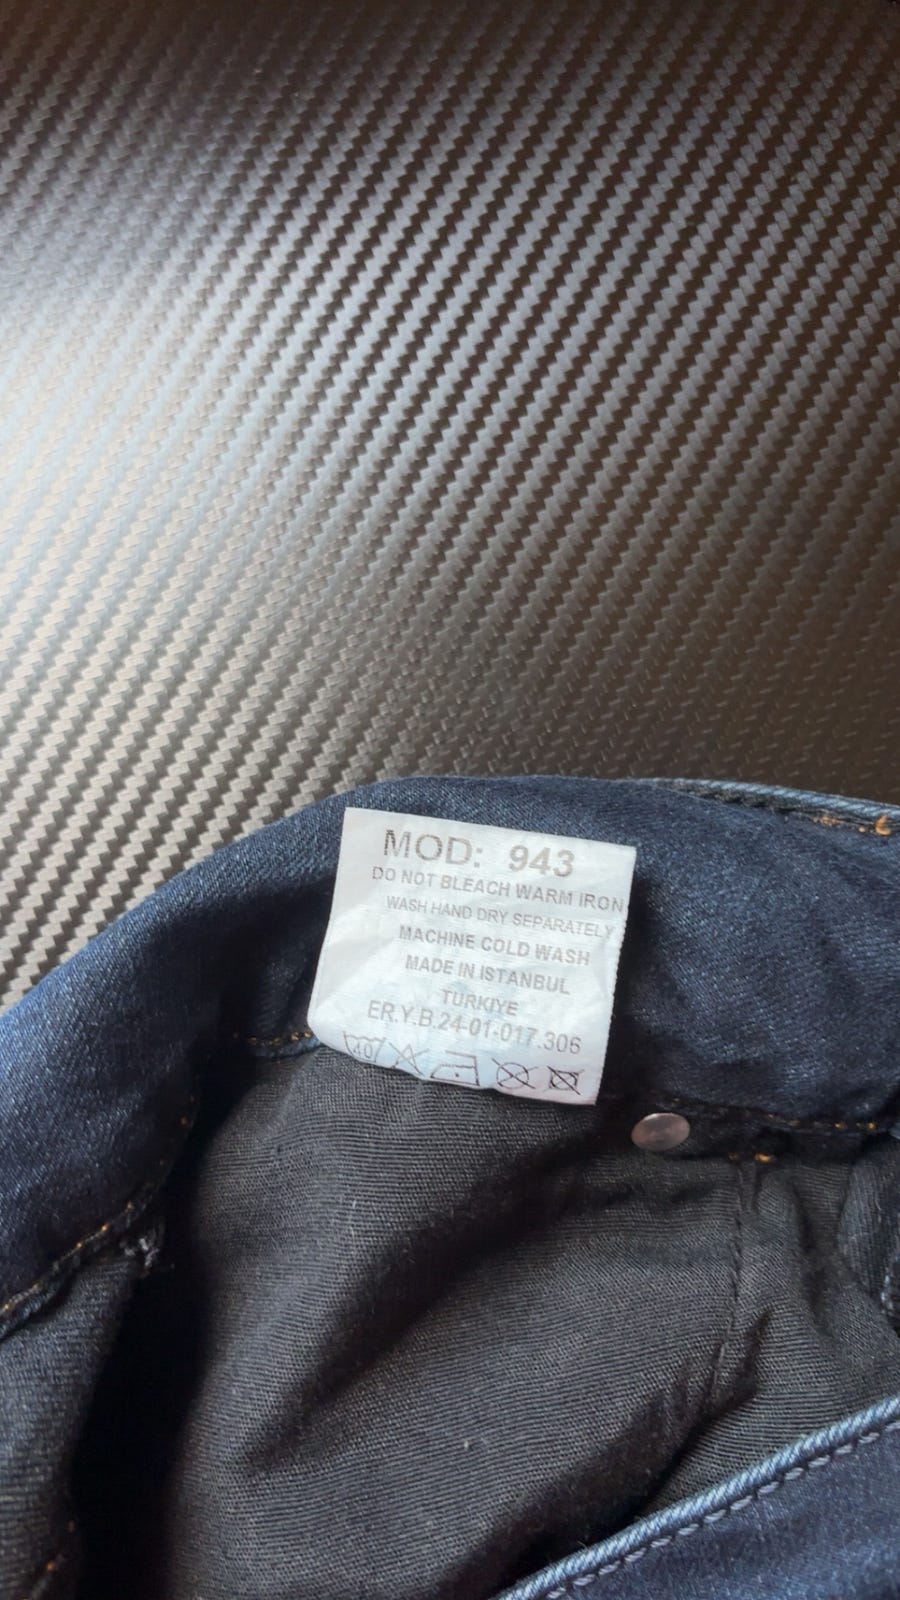 MOD: 943
DO NOT BLEACH WARM IRON
WASH HAND DRY SEPARATELY
MACHINE COLD WASH
MADE IN ISTANBUL
TURKIYE
ER.Y.B.24-01-017.306